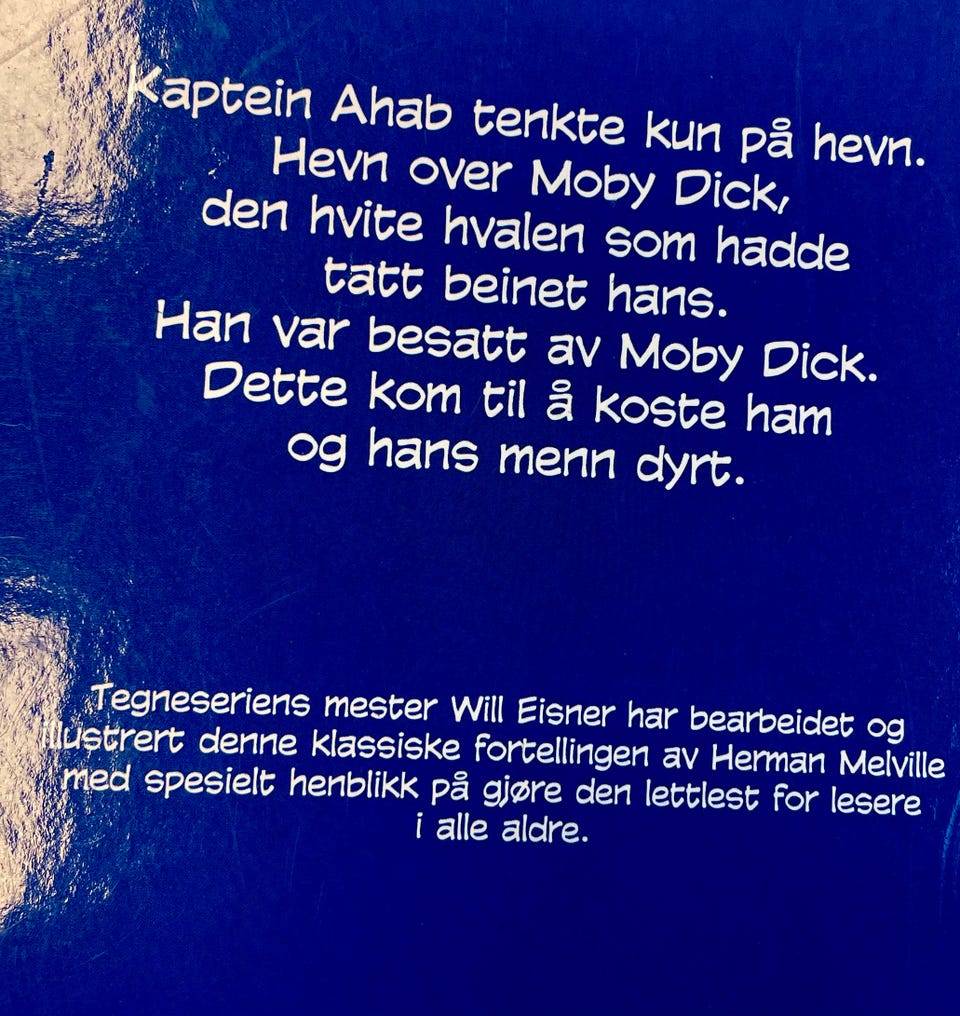 Kaptein Ahab tenkte kun på hevn.
Hevn over Moby Dick,
den hvite hvalen som hadde
tatt beinet hans.
Han var besatt av Moby Dick.
Dette kom til å koste ham
og hans menn dyrt.
Tegneseriens mester Will Eisner har bearbeidet og
illustrert denne klassiske fortellingen av Herman Melville
med spesielt henblikk på gjøre den lettlest for lesere
i alle aldre.